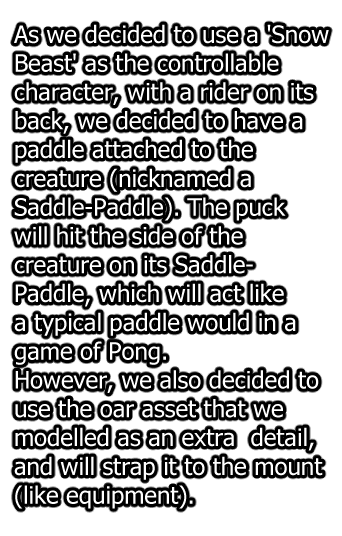 As we decided to use a 'Snow
Beast' as the controllable
character, with a rider on its
back, we decided to have a
paddle attached to the
creature (nicknamed a
Saddle-Paddle). The puck
will hit the side of the
creature on its Saddle-
Paddle, which will act like
a typical paddle would in a
game of Pong.
However, we also decided to
use the oar asset that we
modelled as an extra  detail,
and will strap it to the mount
(like equipment).